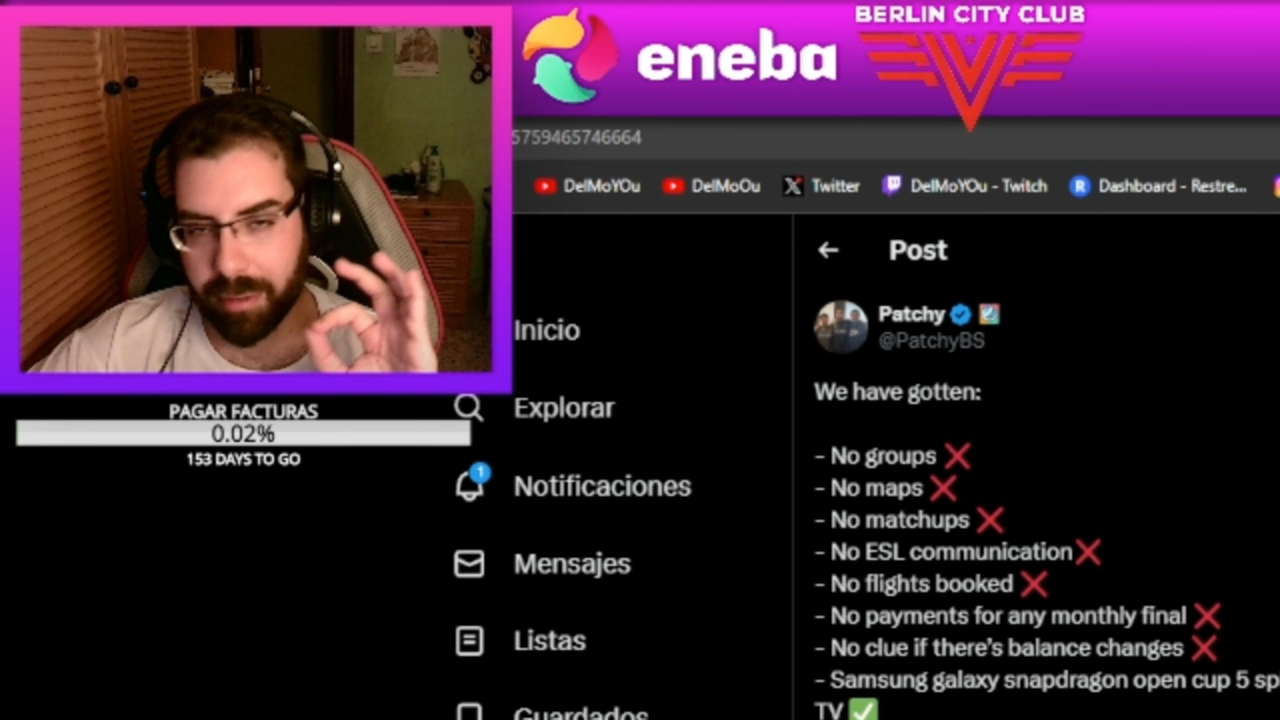 BERLIN CITY CLUB
eneba
5759465746664
DelMoYOu
DelMoOu
Twitter
DelMoYOu - Twitch
Dashboard - Restre...
Post
Patchy
@PatchyBS
We have gotten:
- No groups ❌
- No maps ❌
- No matchups ❌
- No ESL communication❌
- No flights booked ❌
- No payments for any monthly final ❌
- No clue if there's balance changes ❌
- Samsung galaxy snapdragon open cup 5 sp
TV ✅
Inicio
Explorar
1
Notificaciones
Mensajes
Listas
Guardados
PAGAR FACTURAS
0.02%
153 DAYS TO GO